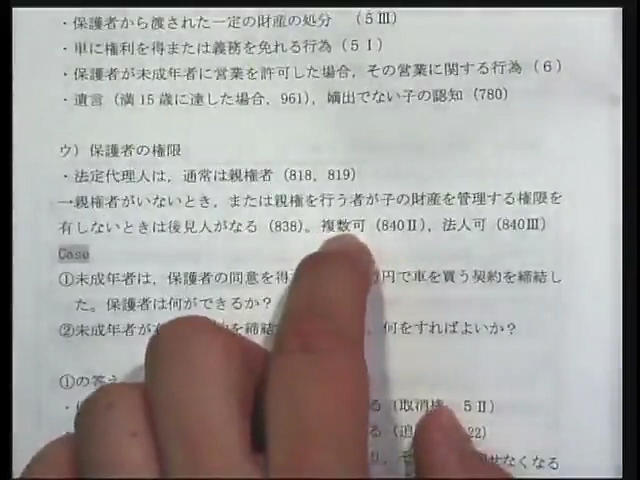 ・保護者から渡された一定の財産の処分 (5Ⅲ)
・単に権利を得または義務を免れる行為 (5Ⅰ)
・保護者が未成年者に営業を許可した場合, その営業に関する行為 (6)
・遺言 (満15歳に達した場合, 961), 嫡出でない子の認知 (780)
ウ) 保護者の権限
・法定代理人は, 通常は親権者 (818, 819)
→親権者がいないとき, または親権を行う者が子の財産を管理する権限を
有しないときは後見人がなる (838)。複数可 (840Ⅱ), 法人可 (840Ⅲ)
Case
①未成年者は, 保護者の同意を得 円で車を買う契約を締結し
た。保護者は何ができるか?
②未成年者が を締結 何をすればよいか?
①の答え
る (取消権 5Ⅱ)
る (追 22)
せなくなる